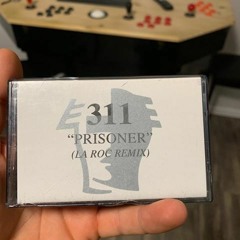 311
"PRISONER"
(LA ROC REMIX)